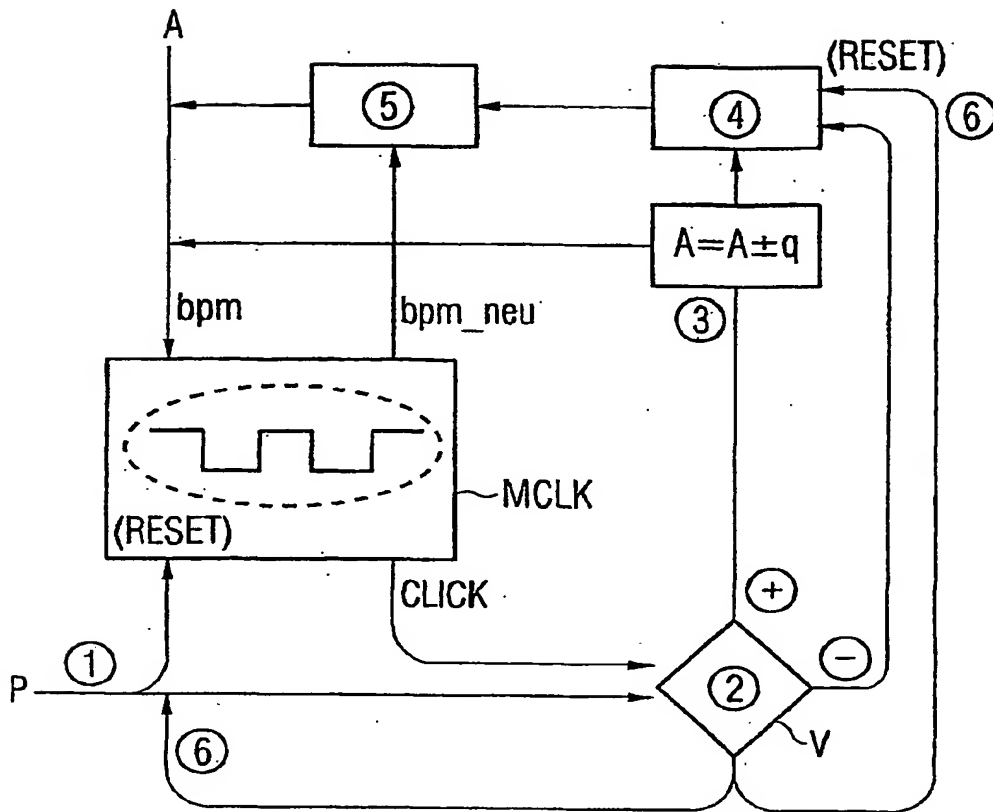 A
(RESET)
5
4
6
A=A±q
bpm
bpm_neu
3
MCLK
(RESET)
CLICK
+
1
−
P
2
6
V